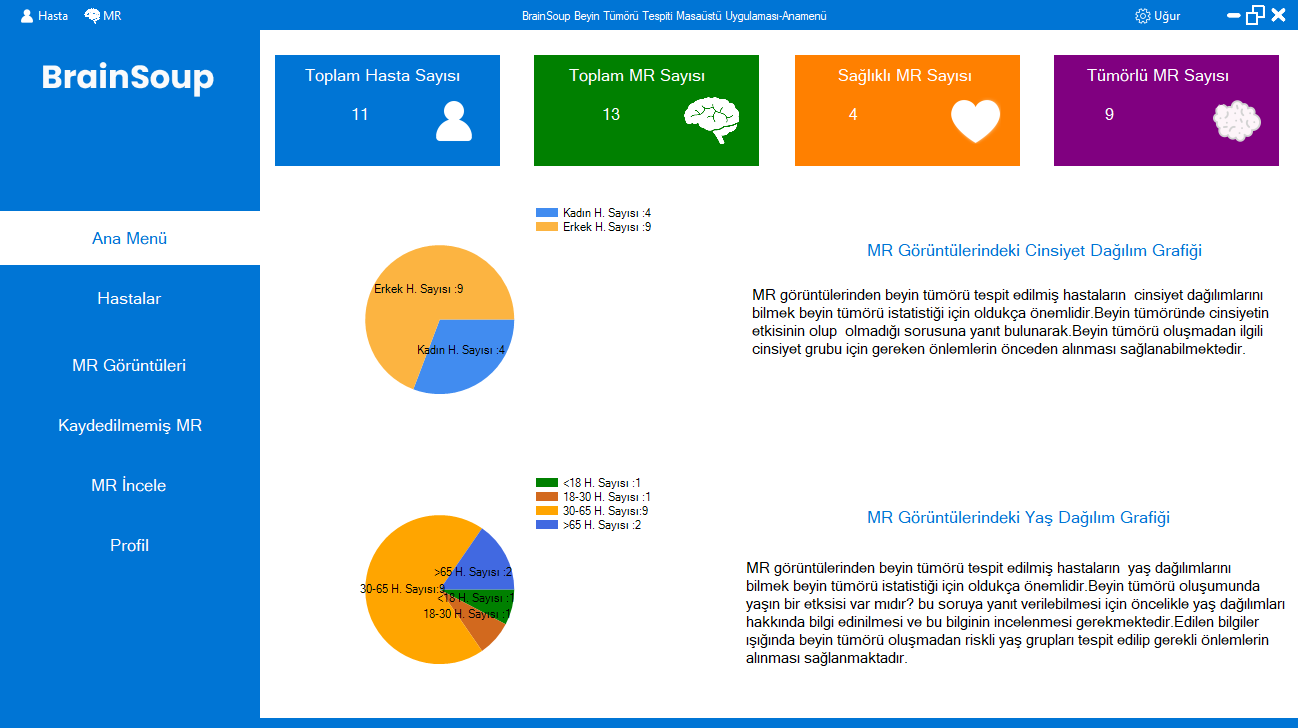 Hasta
MR
BrainSoup Beyin Tümörü Tespiti Masaüstü Uygulaması-Anamenü
Uğur
BrainSoup
Toplam Hasta Sayısı
11
Toplam MR Sayısı
13
Sağlıklı MR Sayısı
4
Tümörlü MR Sayısı
9
Ana Menü
Hastalar
MR Görüntüleri
Kaydedilmemiş MR
MR İncele
Profil
Kadın H. Sayısı :4
Erkek H. Sayısı :9
Erkek H. Sayısı :9
Kadın H. Sayısı :4
MR Görüntülerindeki Cinsiyet Dağılım Grafiği
MR görüntülerinden beyin tümörü tespit edilmiş hastaların  cinsiyet dağılımlarını
bilmek beyin tümörü istatistiği için oldukça önemlidir.Beyin tümöründe cinsiyetin
etkisinin olup  olmadığı sorusuna yanıt bulunarak.Beyin tümörü oluşmadan ilgili
cinsiyet grubu için gereken önlemlerin önceden alınması sağlanabilmektedir.
<18 H. Sayısı :1
18-30 H. Sayısı :1
30-65 H. Sayısı:9
>65 H. Sayısı :2
>65 H. Sayısı :2
30-65 H. Sayısı:9
<18 H. Sayısı :1
18-30 H. Sayısı :1
MR Görüntülerindeki Yaş Dağılım Grafiği
MR görüntülerinden beyin tümörü tespit edilmiş hastaların  yaş dağılımlarını
bilmek beyin tümörü istatistiği için oldukça önemlidir.Beyin tümörü oluşumunda
yaşın bir etksisi var mıdır? bu soruya yanıt verilebilmesi için öncelikle yaş dağılımları
hakkında bilgi edinilmesi ve bu bilginin incelenmesi gerekmektedir.Edilen bilgiler
ışığında beyin tümörü oluşmadan riskli yaş grupları tespit edilip gerekli önlemlerin
alınması sağlanmaktadır.